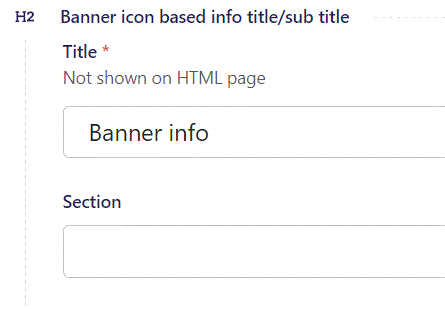 H2 Banner icon based info title/sub title
Title *
Not shown on HTML page
Banner info
Section